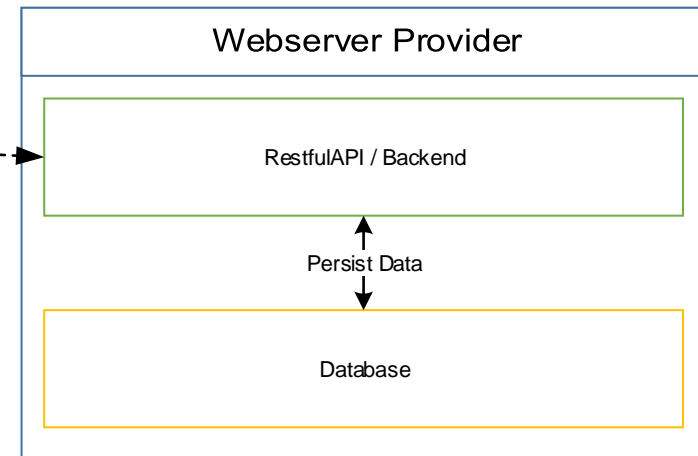 Webserver Provider
RestfulAPI / Backend
Persist Data
Database